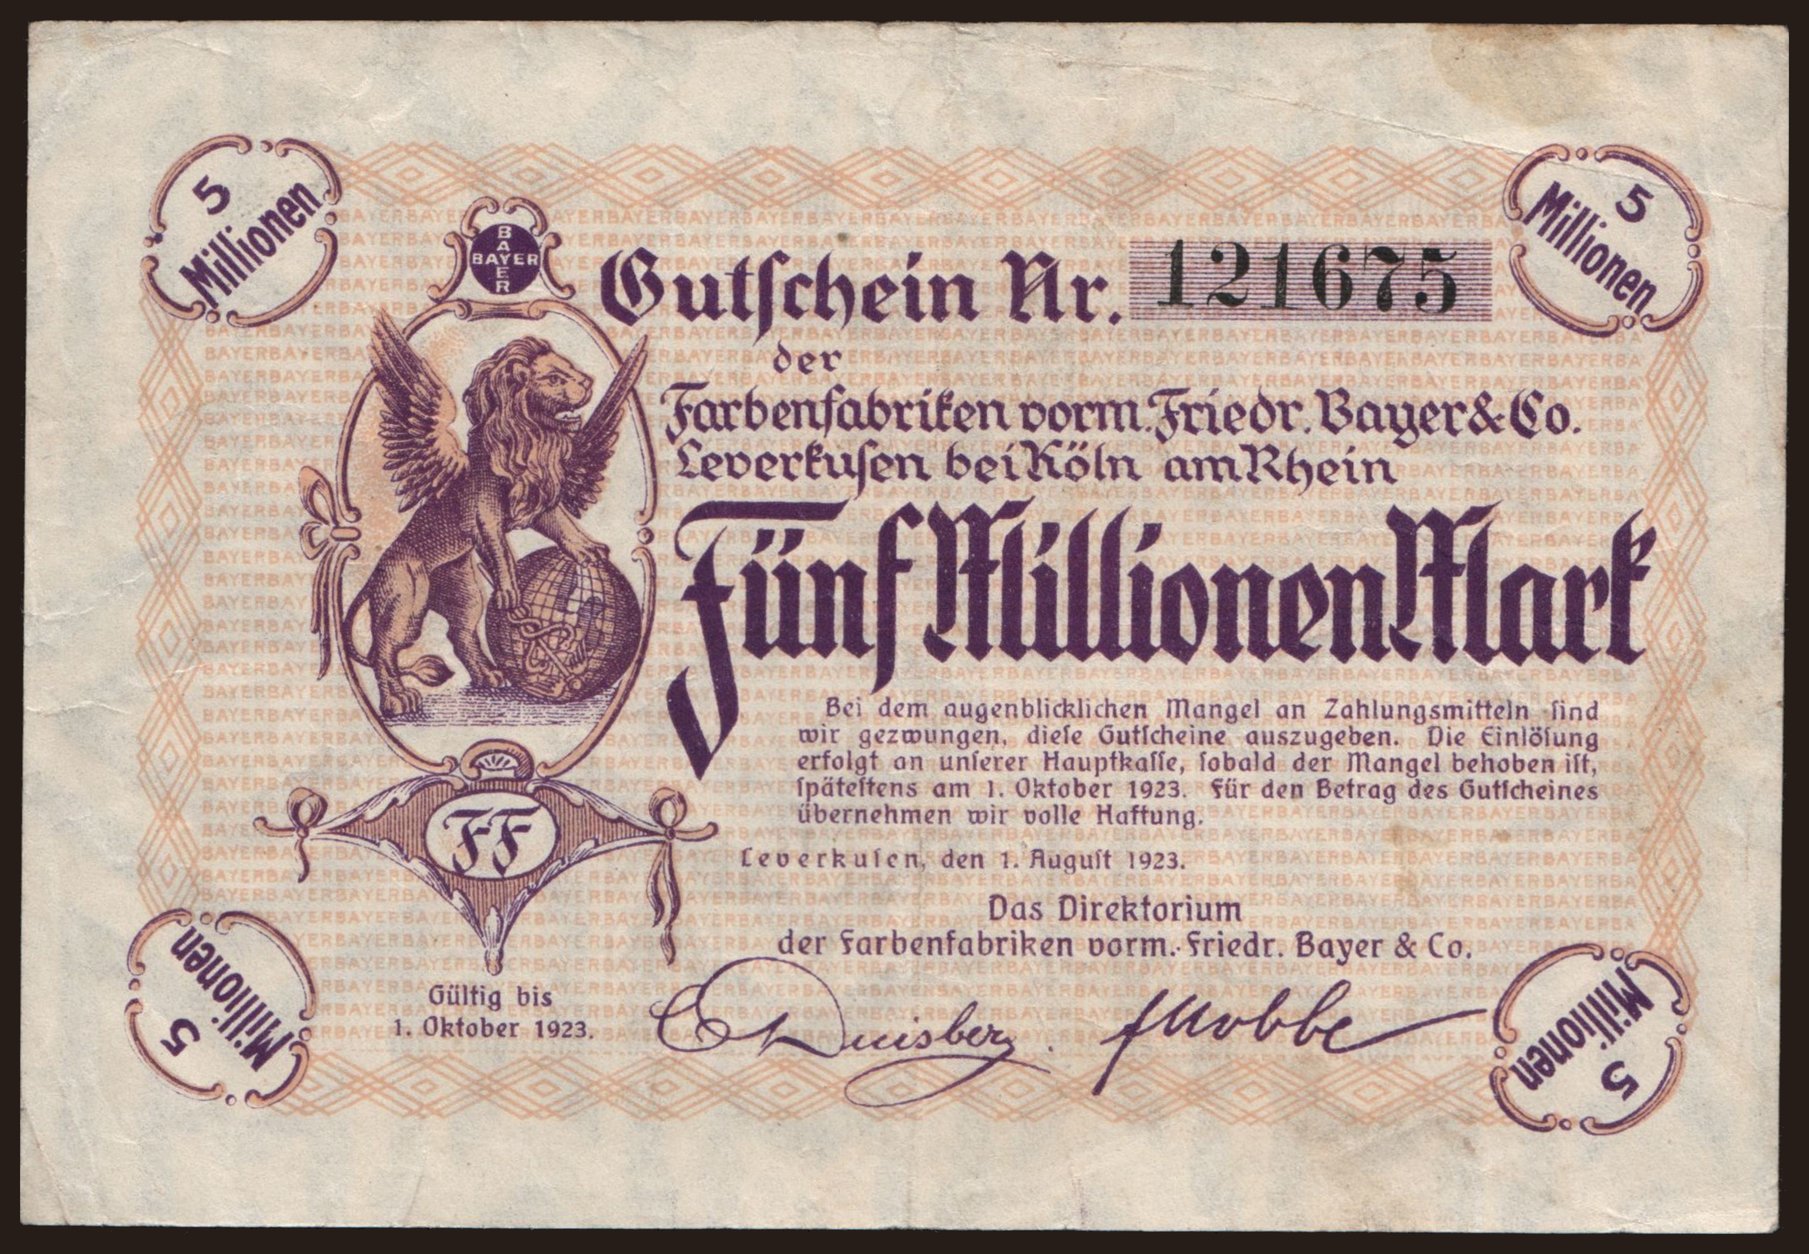 5
Millionen
5
Millionen
BAYER
BAYER
Gutschein Nr. 121675
der
Farbenfabriken vorm. Friedr. Bayer & Co.
Leverkusen bei Köln am Rhein
Fünf Millionen Mark
Bei dem augenblicklichen Mangel an Zahlungsmitteln sind
wir gezwungen, diese Gutscheine auszugeben. Die Einlösung
erfolgt an unserer Hauptkasse, sobald der Mangel behoben ist,
spätestens am 1. Oktober 1923. Für den Betrag des Gutscheines
übernehmen wir volle Haftung.
FF
Leverkusen, den 1. August 1923.
Das Direktorium
der Farbenfabriken vorm. Friedr. Bayer & Co.
Gültig bis
1. Oktober 1923.
Duisberg
5
Millionen
5
Millionen